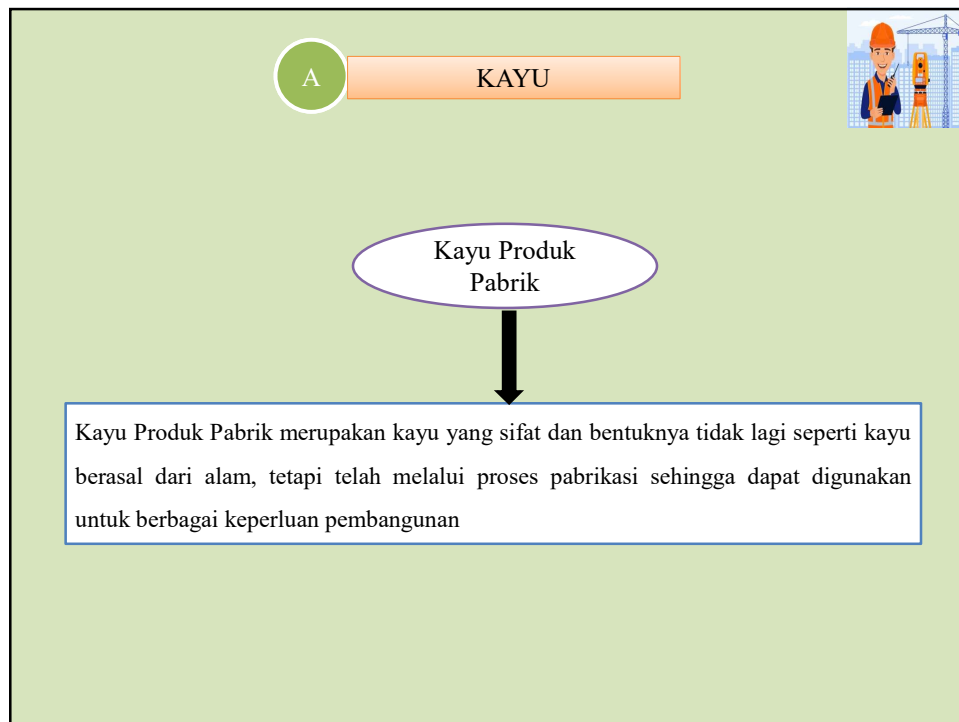 A
KAYU
Kayu Produk
Pabrik
Kayu Produk Pabrik merupakan kayu yang sifat dan bentuknya tidak lagi seperti kayu
berasal dari alam, tetapi telah melalui proses pabrikasi sehingga dapat digunakan
untuk berbagai keperluan pembangunan